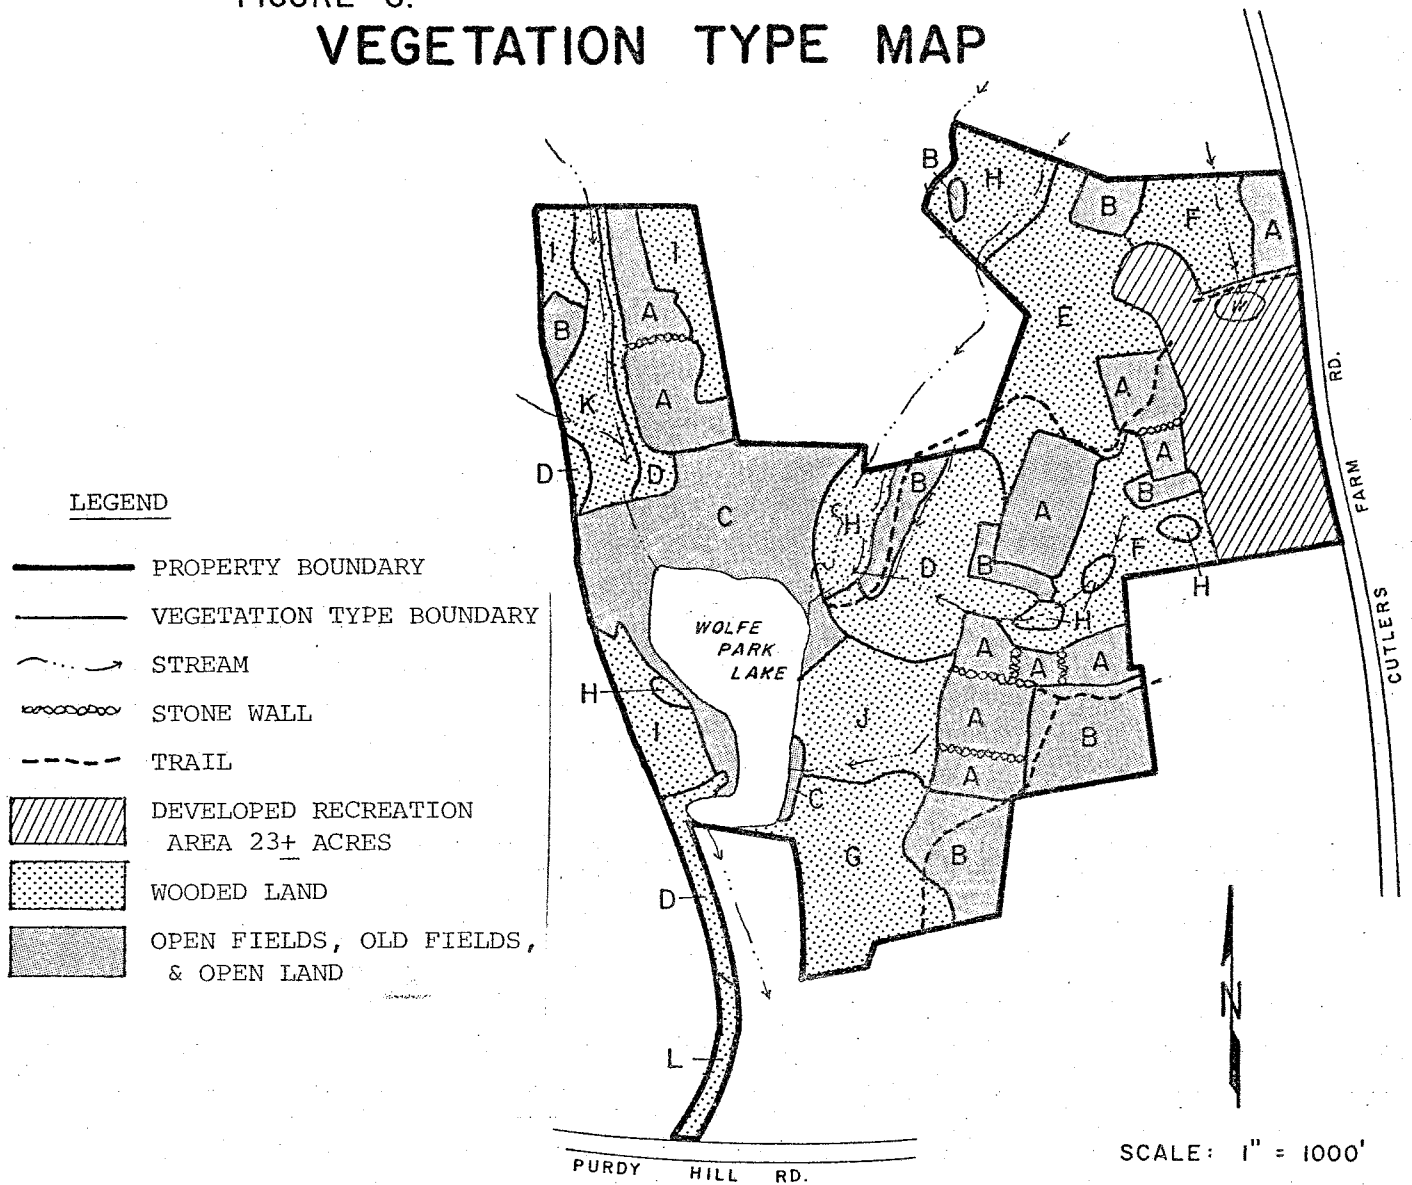 FIGURE 6.
VEGETATION TYPE MAP
B
H
B
F
A
I
I
A
B
E
W
K
A
A
RD.
D
D
B
A
B
A
FARM
C
H
D
B
A
F
H
H
CUTLERS
WOLFE
PARK
LAKE
A
A
A
H
I
J
A
B
A
C
G
B
D
L
LEGEND
PROPERTY BOUNDARY
VEGETATION TYPE BOUNDARY
STREAM
STONE WALL
TRAIL
DEVELOPED RECREATION
AREA 23± ACRES
WOODED LAND
OPEN FIELDS, OLD FIELDS,
& OPEN LAND
N
SCALE: 1" = 1000'
PURDY HILL RD.